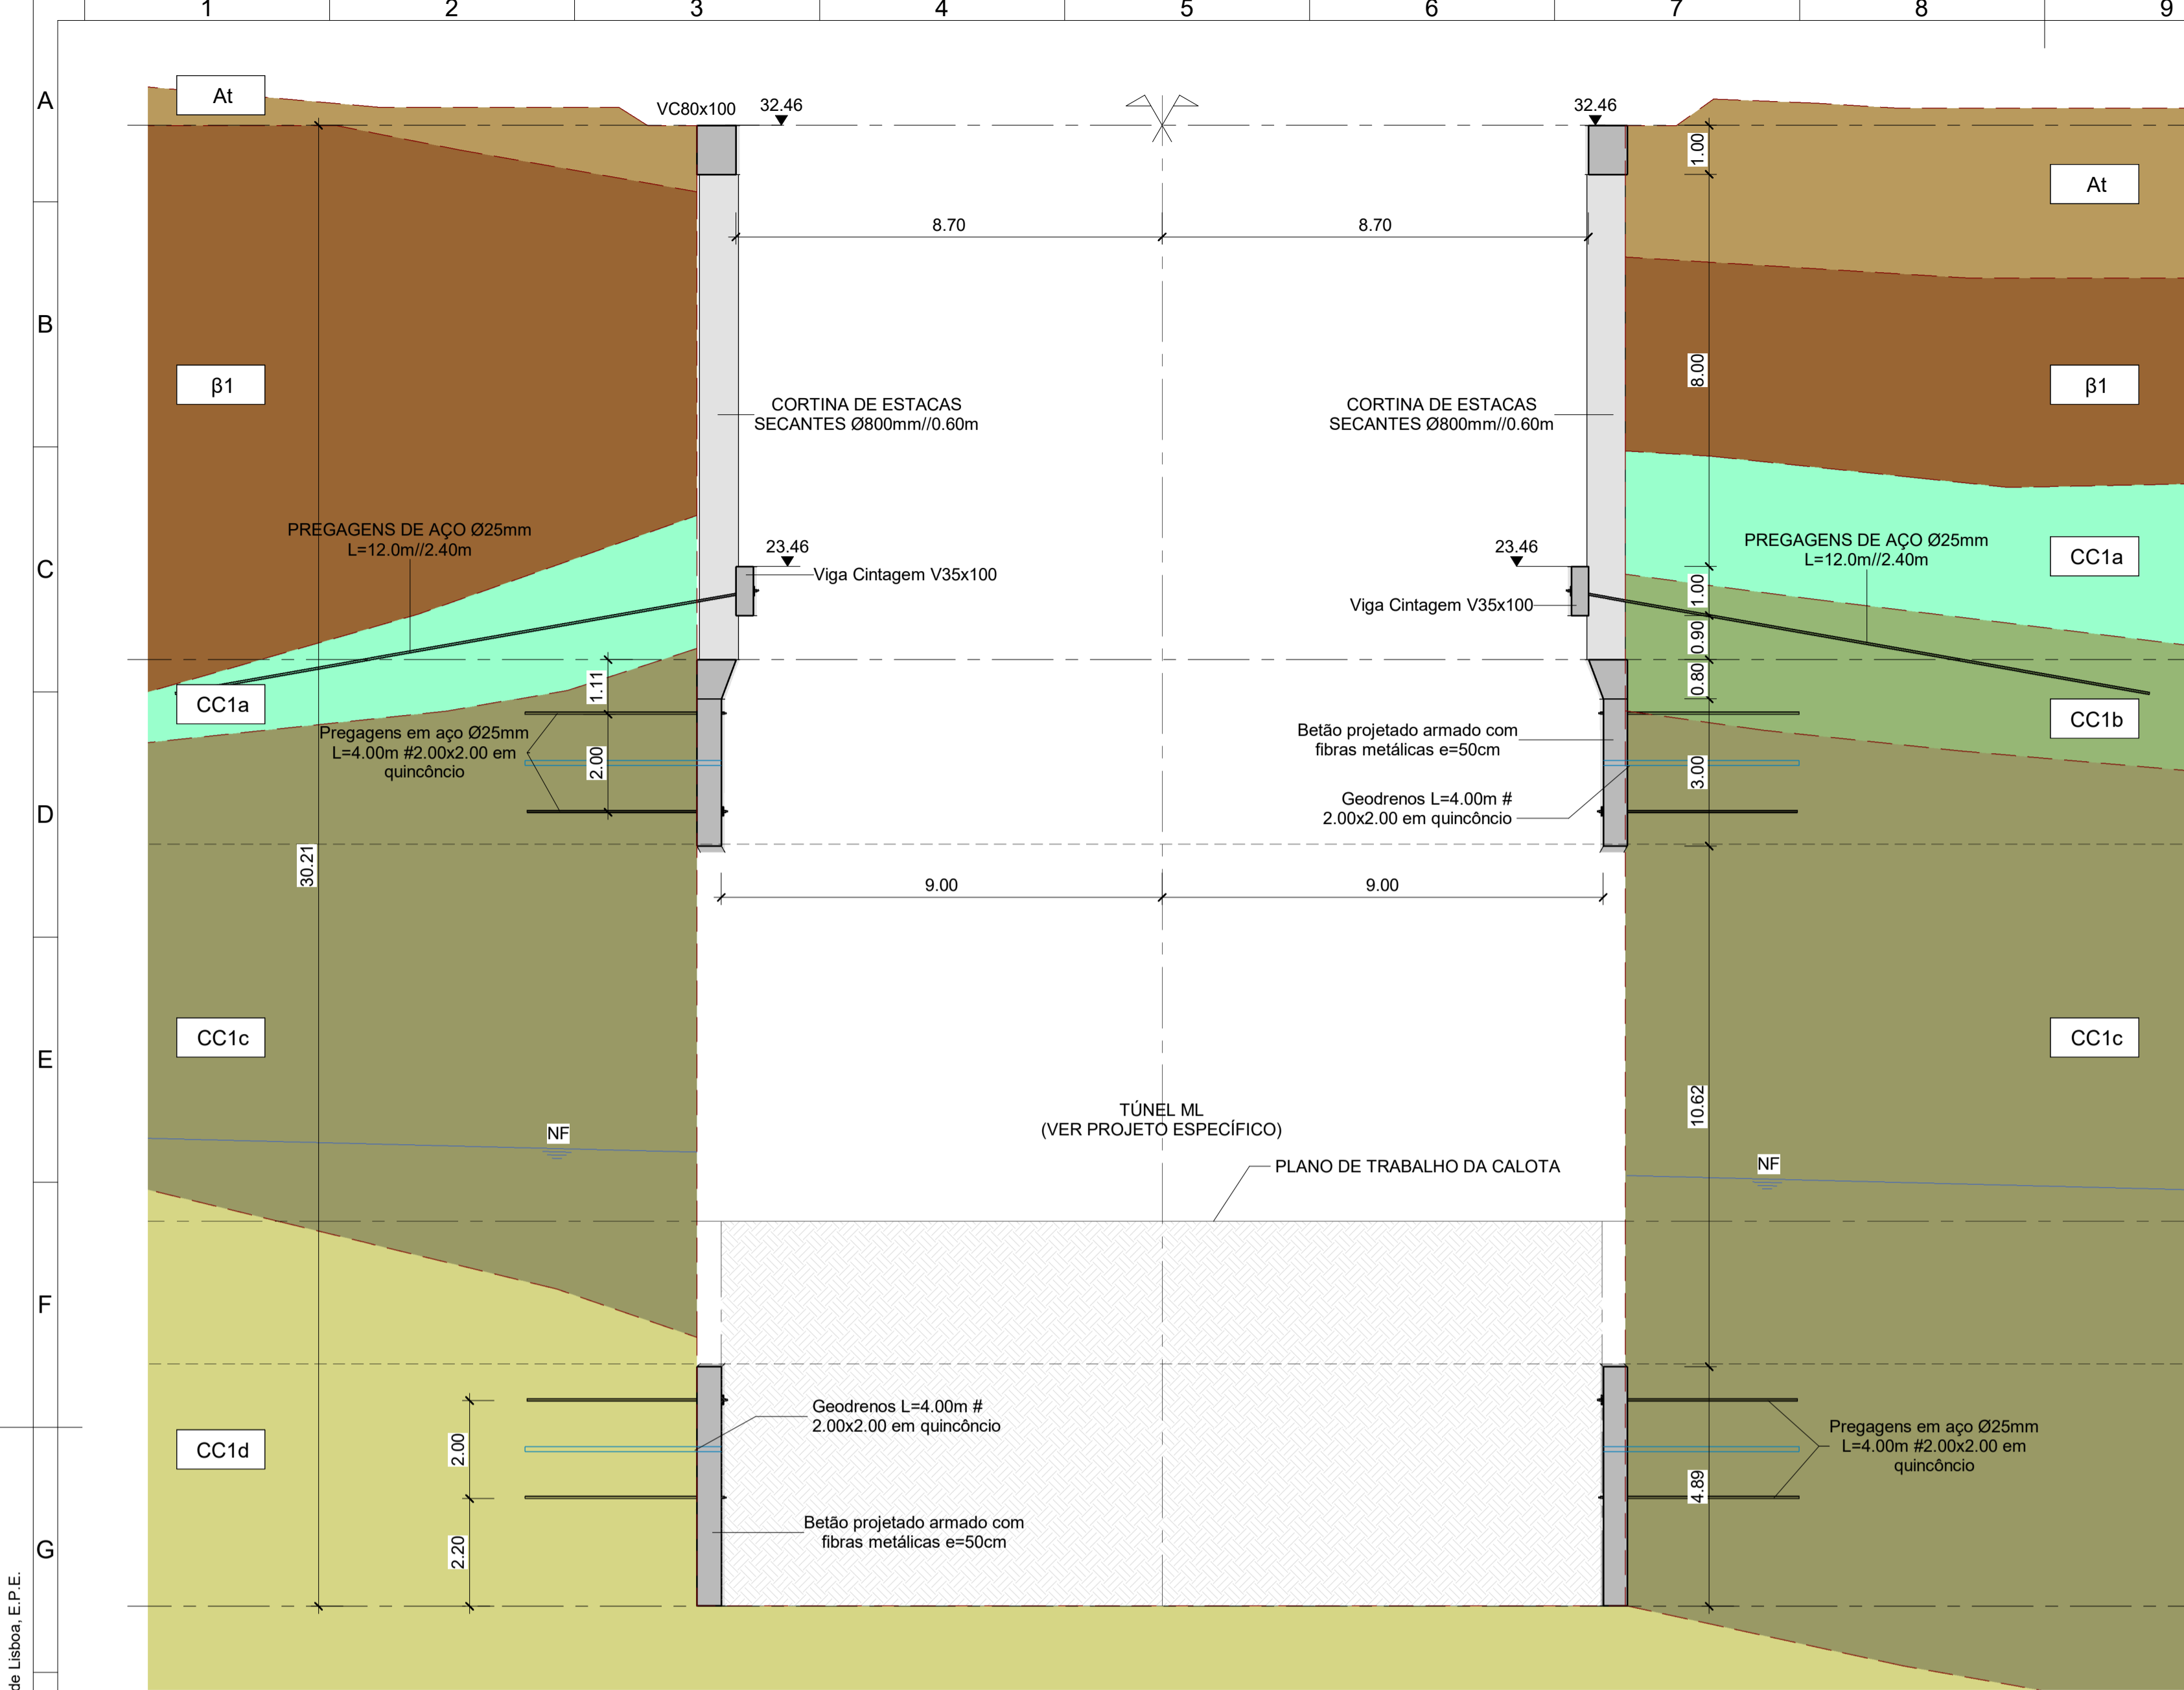 1 2 3 4 5 6 7 8 9
A
B
C
D
E
F
G
At
VC80x100
32.46
32.46
1.00
At
8.70
8.70
β1
8.00
β1
CORTINA DE ESTACAS
SECANTES Ø800mm//0.60m
CORTINA DE ESTACAS
SECANTES Ø800mm//0.60m
PREGAGENS DE AÇO Ø25mm
L=12.0m//2.40m
23.46
Viga Cintagem V35x100
23.46
Viga Cintagem V35x100
PREGAGENS DE AÇO Ø25mm
L=12.0m//2.40m
CC1a
1.00
0.90
0.80
CC1a
1.11
Pregagens em aço Ø25mm
L=4.00m #2.00x2.00 em
quincôncio
2.00
Betão projetado armado com
fibras metálicas e=50cm
CC1b
3.00
Geodrenos L=4.00m #
2.00x2.00 em quincôncio
30.21
9.00
9.00
CC1c
CC1c
10.62
TÚNEL ML
(VER PROJETO ESPECÍFICO)
NF
PLANO DE TRABALHO DA CALOTA
NF
Geodrenos L=4.00m #
2.00x2.00 em quincôncio
CC1d
2.00
Pregagens em aço Ø25mm
L=4.00m #2.00x2.00 em
quincôncio
4.89
Betão projetado armado com
fibras metálicas e=50cm
2.20
de Lisboa, E.P.E.